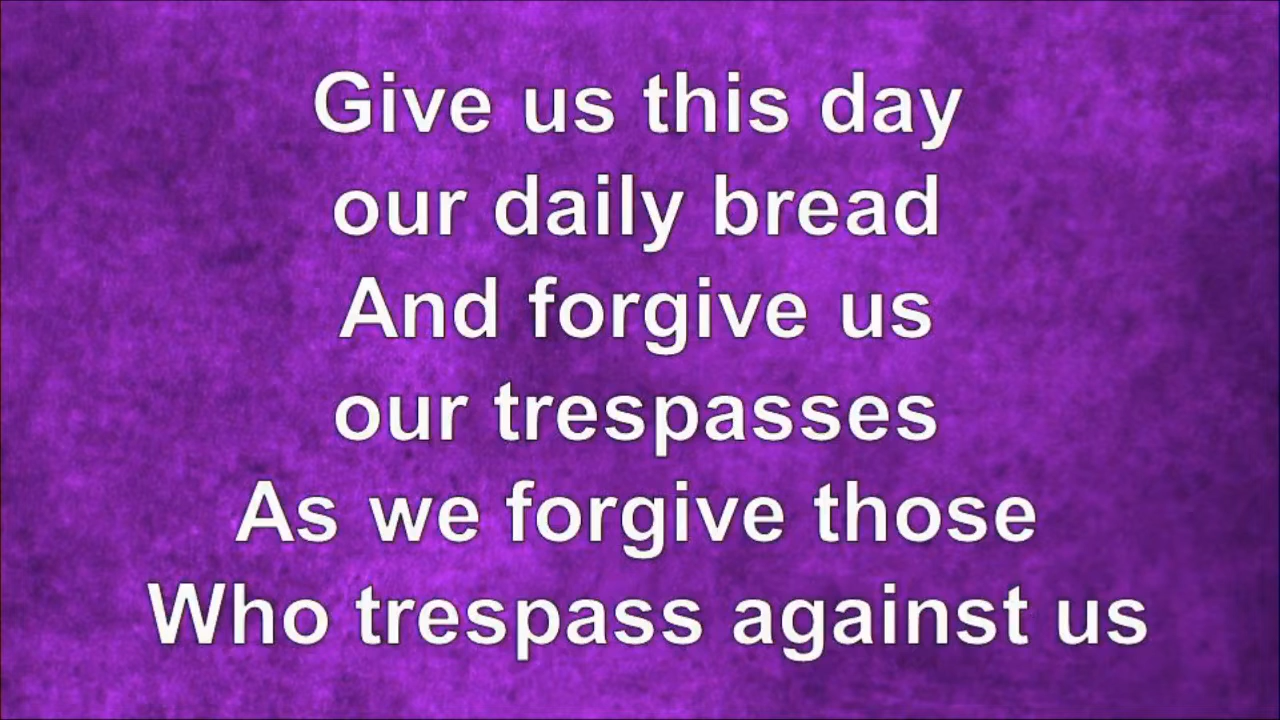 Give us this day
our daily bread
And forgive us
our trespasses
As we forgive those
Who trespass against us